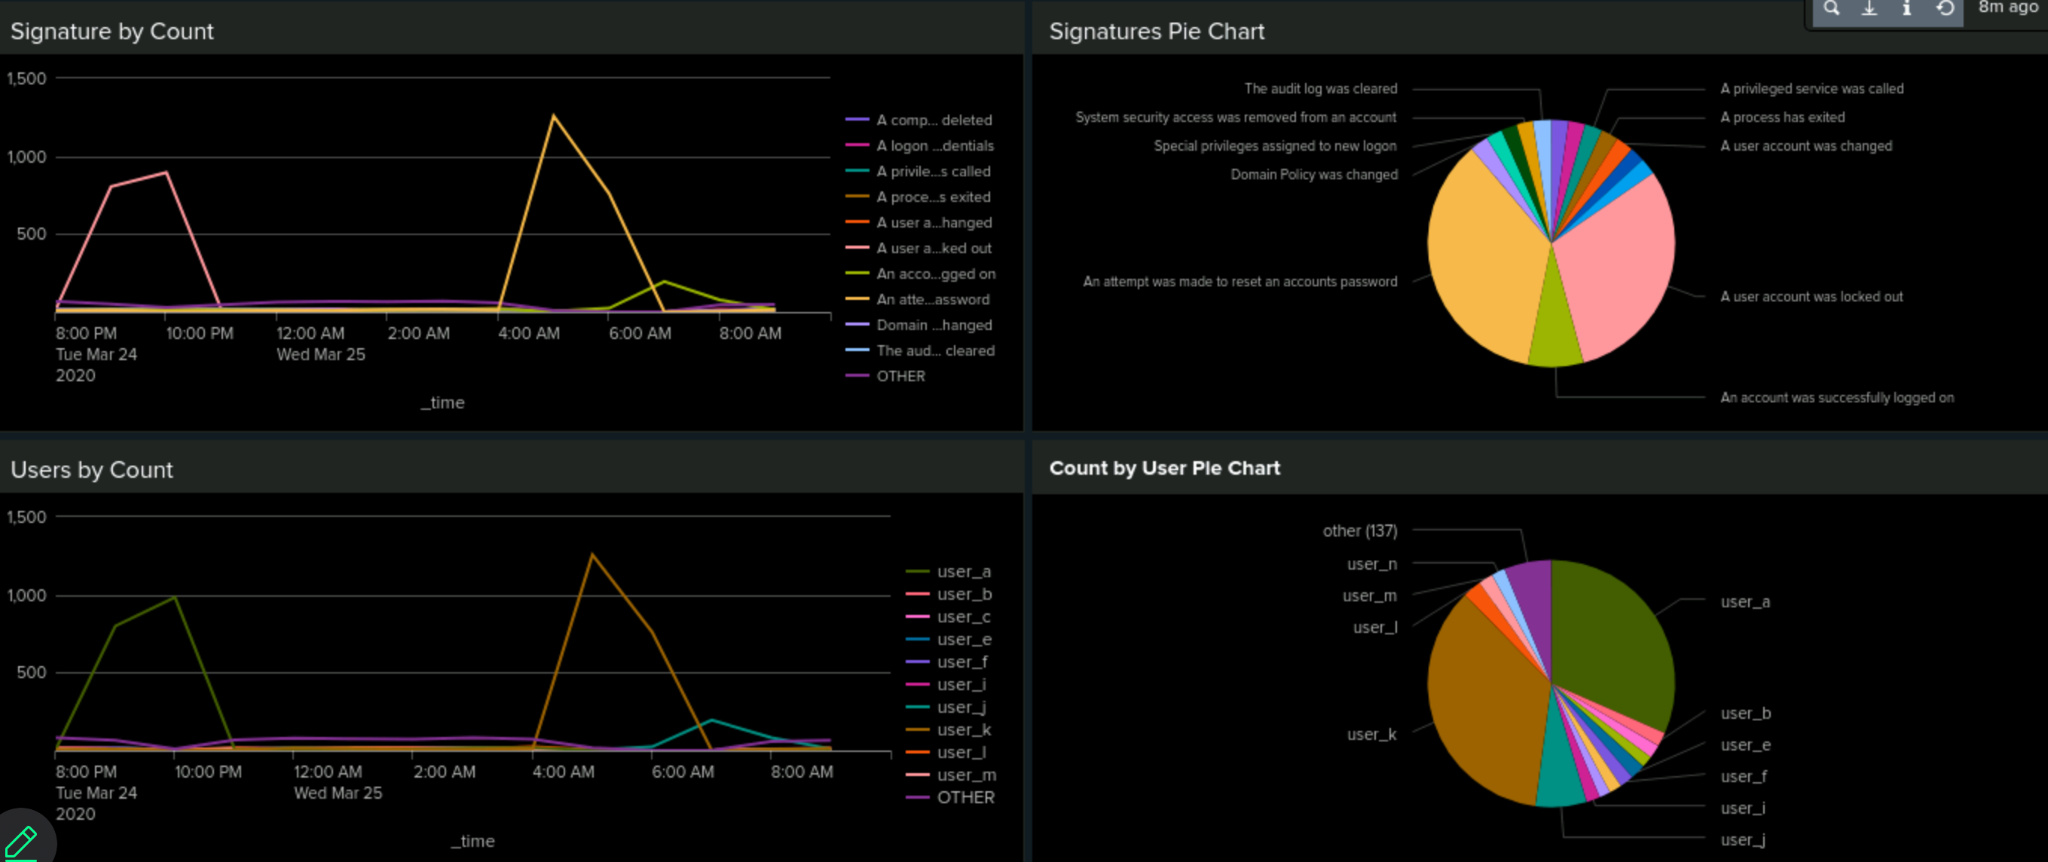 Signature by Count
1,500
1,000
500
8:00 PM
Tue Mar 24
2020
10:00 PM
12:00 AM
Wed Mar 25
2:00 AM
4:00 AM
6:00 AM
8:00 AM
_time
A comp... deleted
A logon ...dentials
A privile...s called
A proce...s exited
A user a...hanged
A user a...ked out
An acco...gged on
An atte...assword
Domain ...hanged
The aud... cleared
OTHER
8m ago
Signatures Pie Chart
The audit log was cleared
System security access was removed from an account
Special privileges assigned to new logon
Domain Policy was changed
An attempt was made to reset an accounts password
A privileged service was called
A process has exited
A user account was changed
A user account was locked out
An account was successfully logged on
Users by Count
1,500
1,000
500
8:00 PM
Tue Mar 24
2020
10:00 PM
12:00 AM
Wed Mar 25
2:00 AM
4:00 AM
6:00 AM
8:00 AM
_time
user_a
user_b
user_c
user_e
user_f
user_i
user_j
user_k
user_l
user_m
OTHER
Count by User Pie Chart
other (137)
user_n
user_m
user_l
user_k
user_a
user_b
user_e
user_f
user_i
user_j